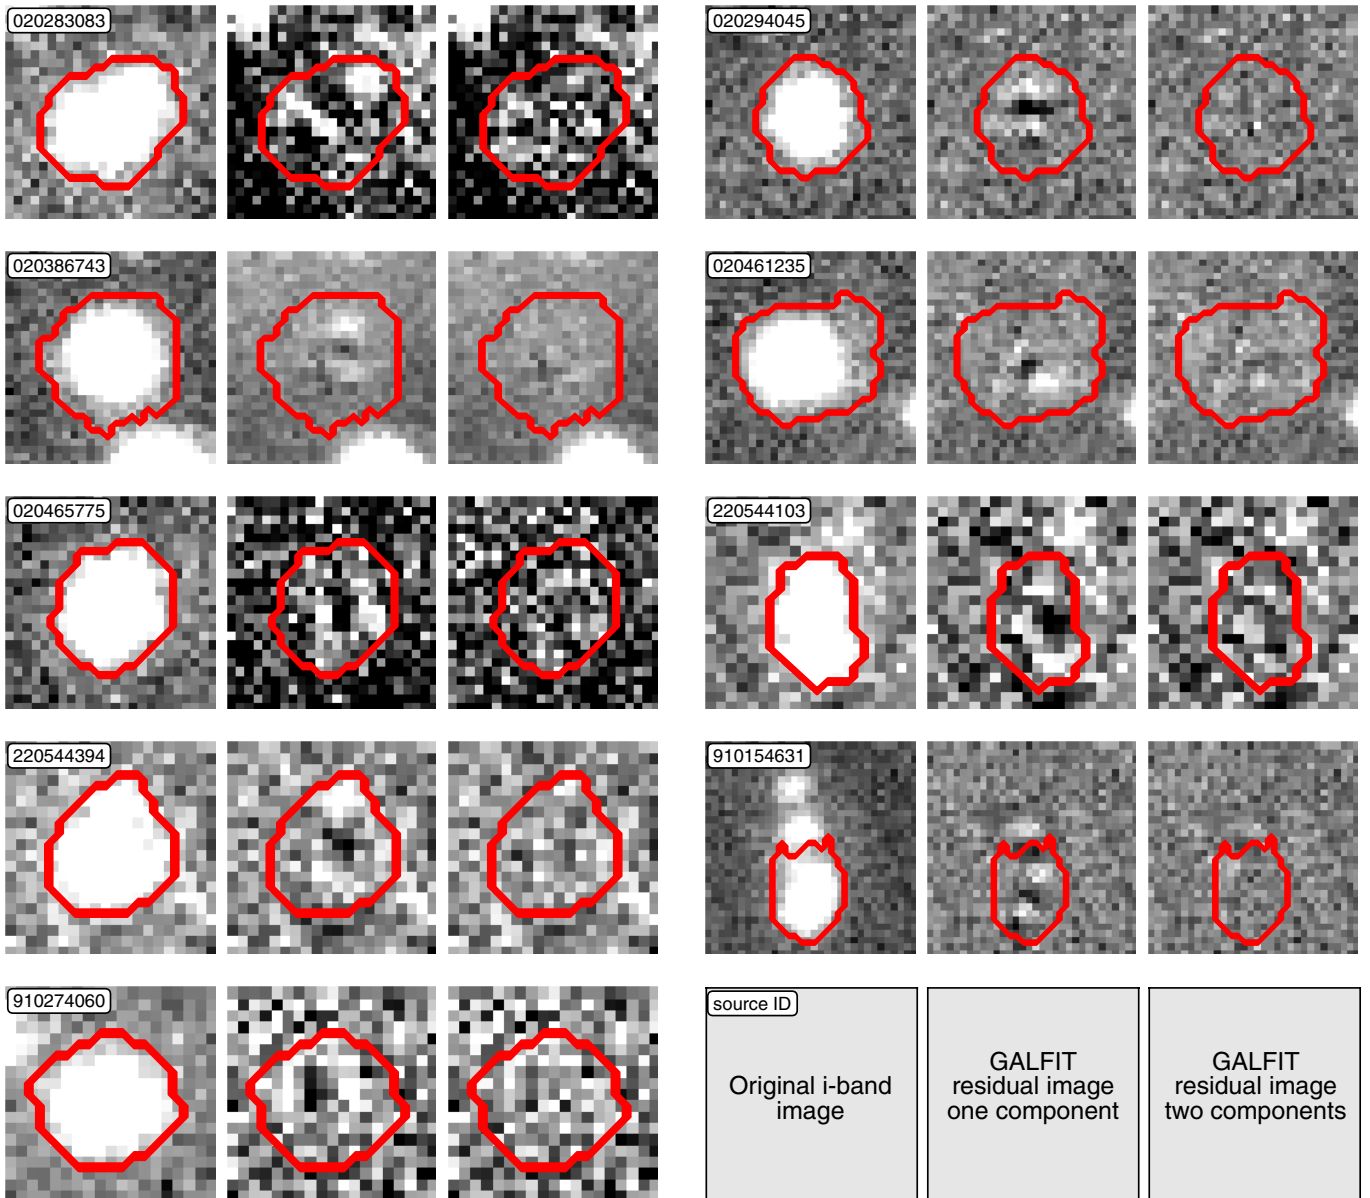 020283083
020294045
020386743
020461235
020465775
220544103
220544394
910154631
910274060
source ID
Original i-band
image
GALFIT
residual image
one component
GALFIT
residual image
two components